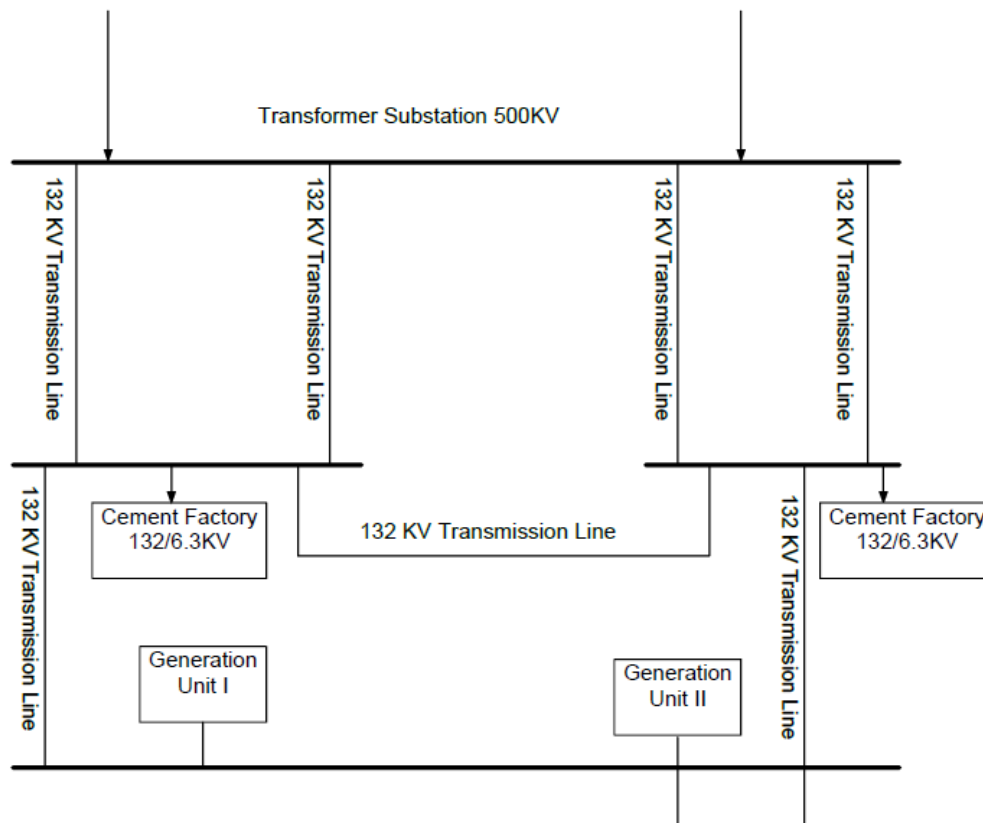 Transformer Substation 500KV
132 KV Transmission Line
132 KV Transmission Line
132 KV Transmission Line
132 KV Transmission Line
132 KV Transmission Line
Cement Factory
132/6.3KV
132 KV Transmission Line
132 KV Transmission Line
Cement Factory
132/6.3KV
Generation
Unit I
Generation
Unit II